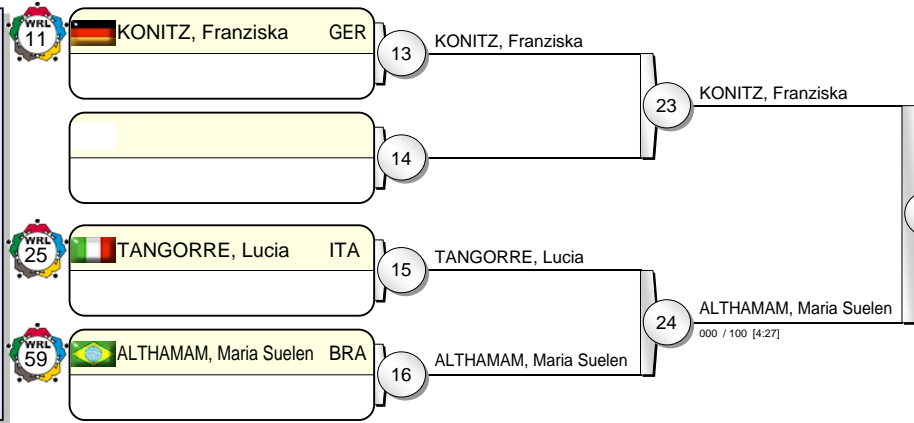 WRL
11
KONITZ, Franziska GER
13
KONITZ, Franziska
23
KONITZ, Franziska
14
WRL
25
TANGORRE, Lucia ITA
15
TANGORRE, Lucia
24
ALTHAMAM, Maria Suelen
000 / 100 [4:27]
WRL
59
ALTHAMAM, Maria Suelen BRA
16
ALTHAMAM, Maria Suelen